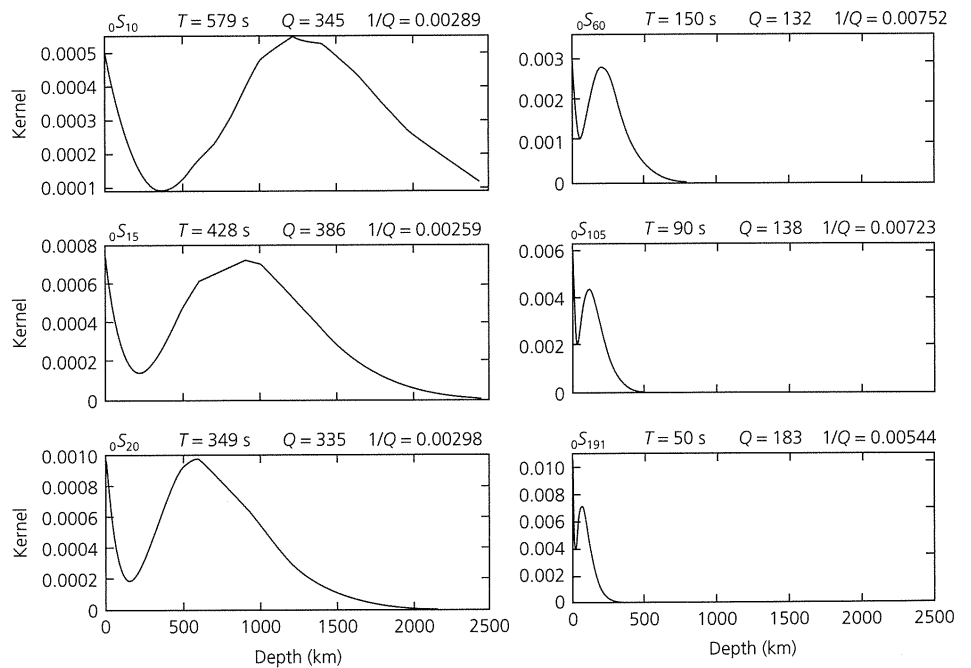 ₀S₁₀ T = 579 s Q = 345 1/Q = 0.00289
0.0005
0.0004
0.0003
0.0002
0.0001
Kernel
₀S₁₅ T = 428 s Q = 386 1/Q = 0.00259
0.0008
0.0006
0.0004
0.0002
0
Kernel
₀S₂₀ T = 349 s Q = 335 1/Q = 0.00298
0.0010
0.0008
0.0006
0.0004
0.0002
0
Kernel
0 500 1000 1500 2000 2500
Depth (km)
₀S₆₀ T = 150 s Q = 132 1/Q = 0.00752
0.003
0.002
0.001
0
₀S₁₀₅ T = 90 s Q = 138 1/Q = 0.00723
0.006
0.004
0.002
0
₀S₁₉₁ T = 50 s Q = 183 1/Q = 0.00544
0.010
0.008
0.006
0.004
0.002
0
0 500 1000 1500 2000 2500
Depth (km)